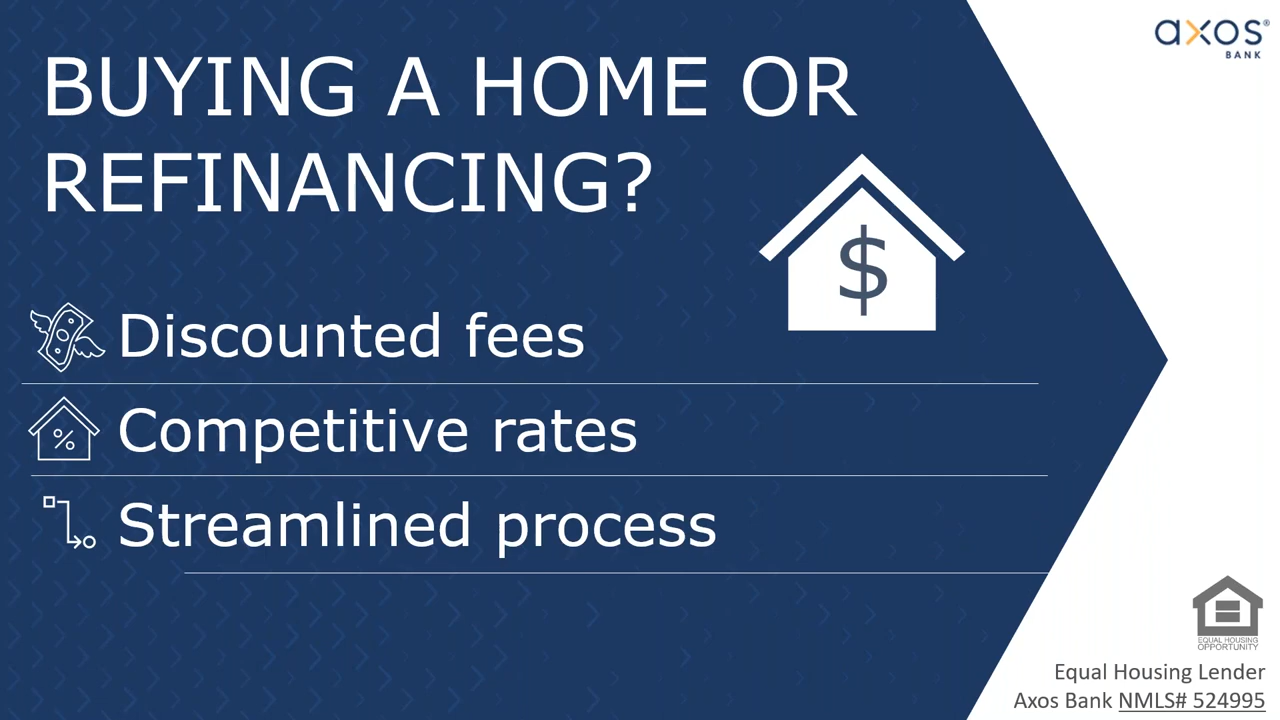 axos®
BANK
BUYING A HOME OR
REFINANCING?
$
Discounted fees
%
Competitive rates
Streamlined process
EQUAL HOUSING
OPPORTUNITY
Equal Housing Lender
Axos Bank NMLS# 524995